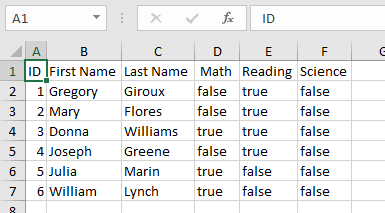 A1 fx ID
A B C D E F G
1 ID First Name Last Name Math Reading Science
2 1 Gregory Giroux false true false
3 2 Mary Flores false true false
4 3 Donna Williams true true false
5 4 Joseph Greene false true false
6 5 Julia Marin true false false
7 6 William Lynch true false false
8